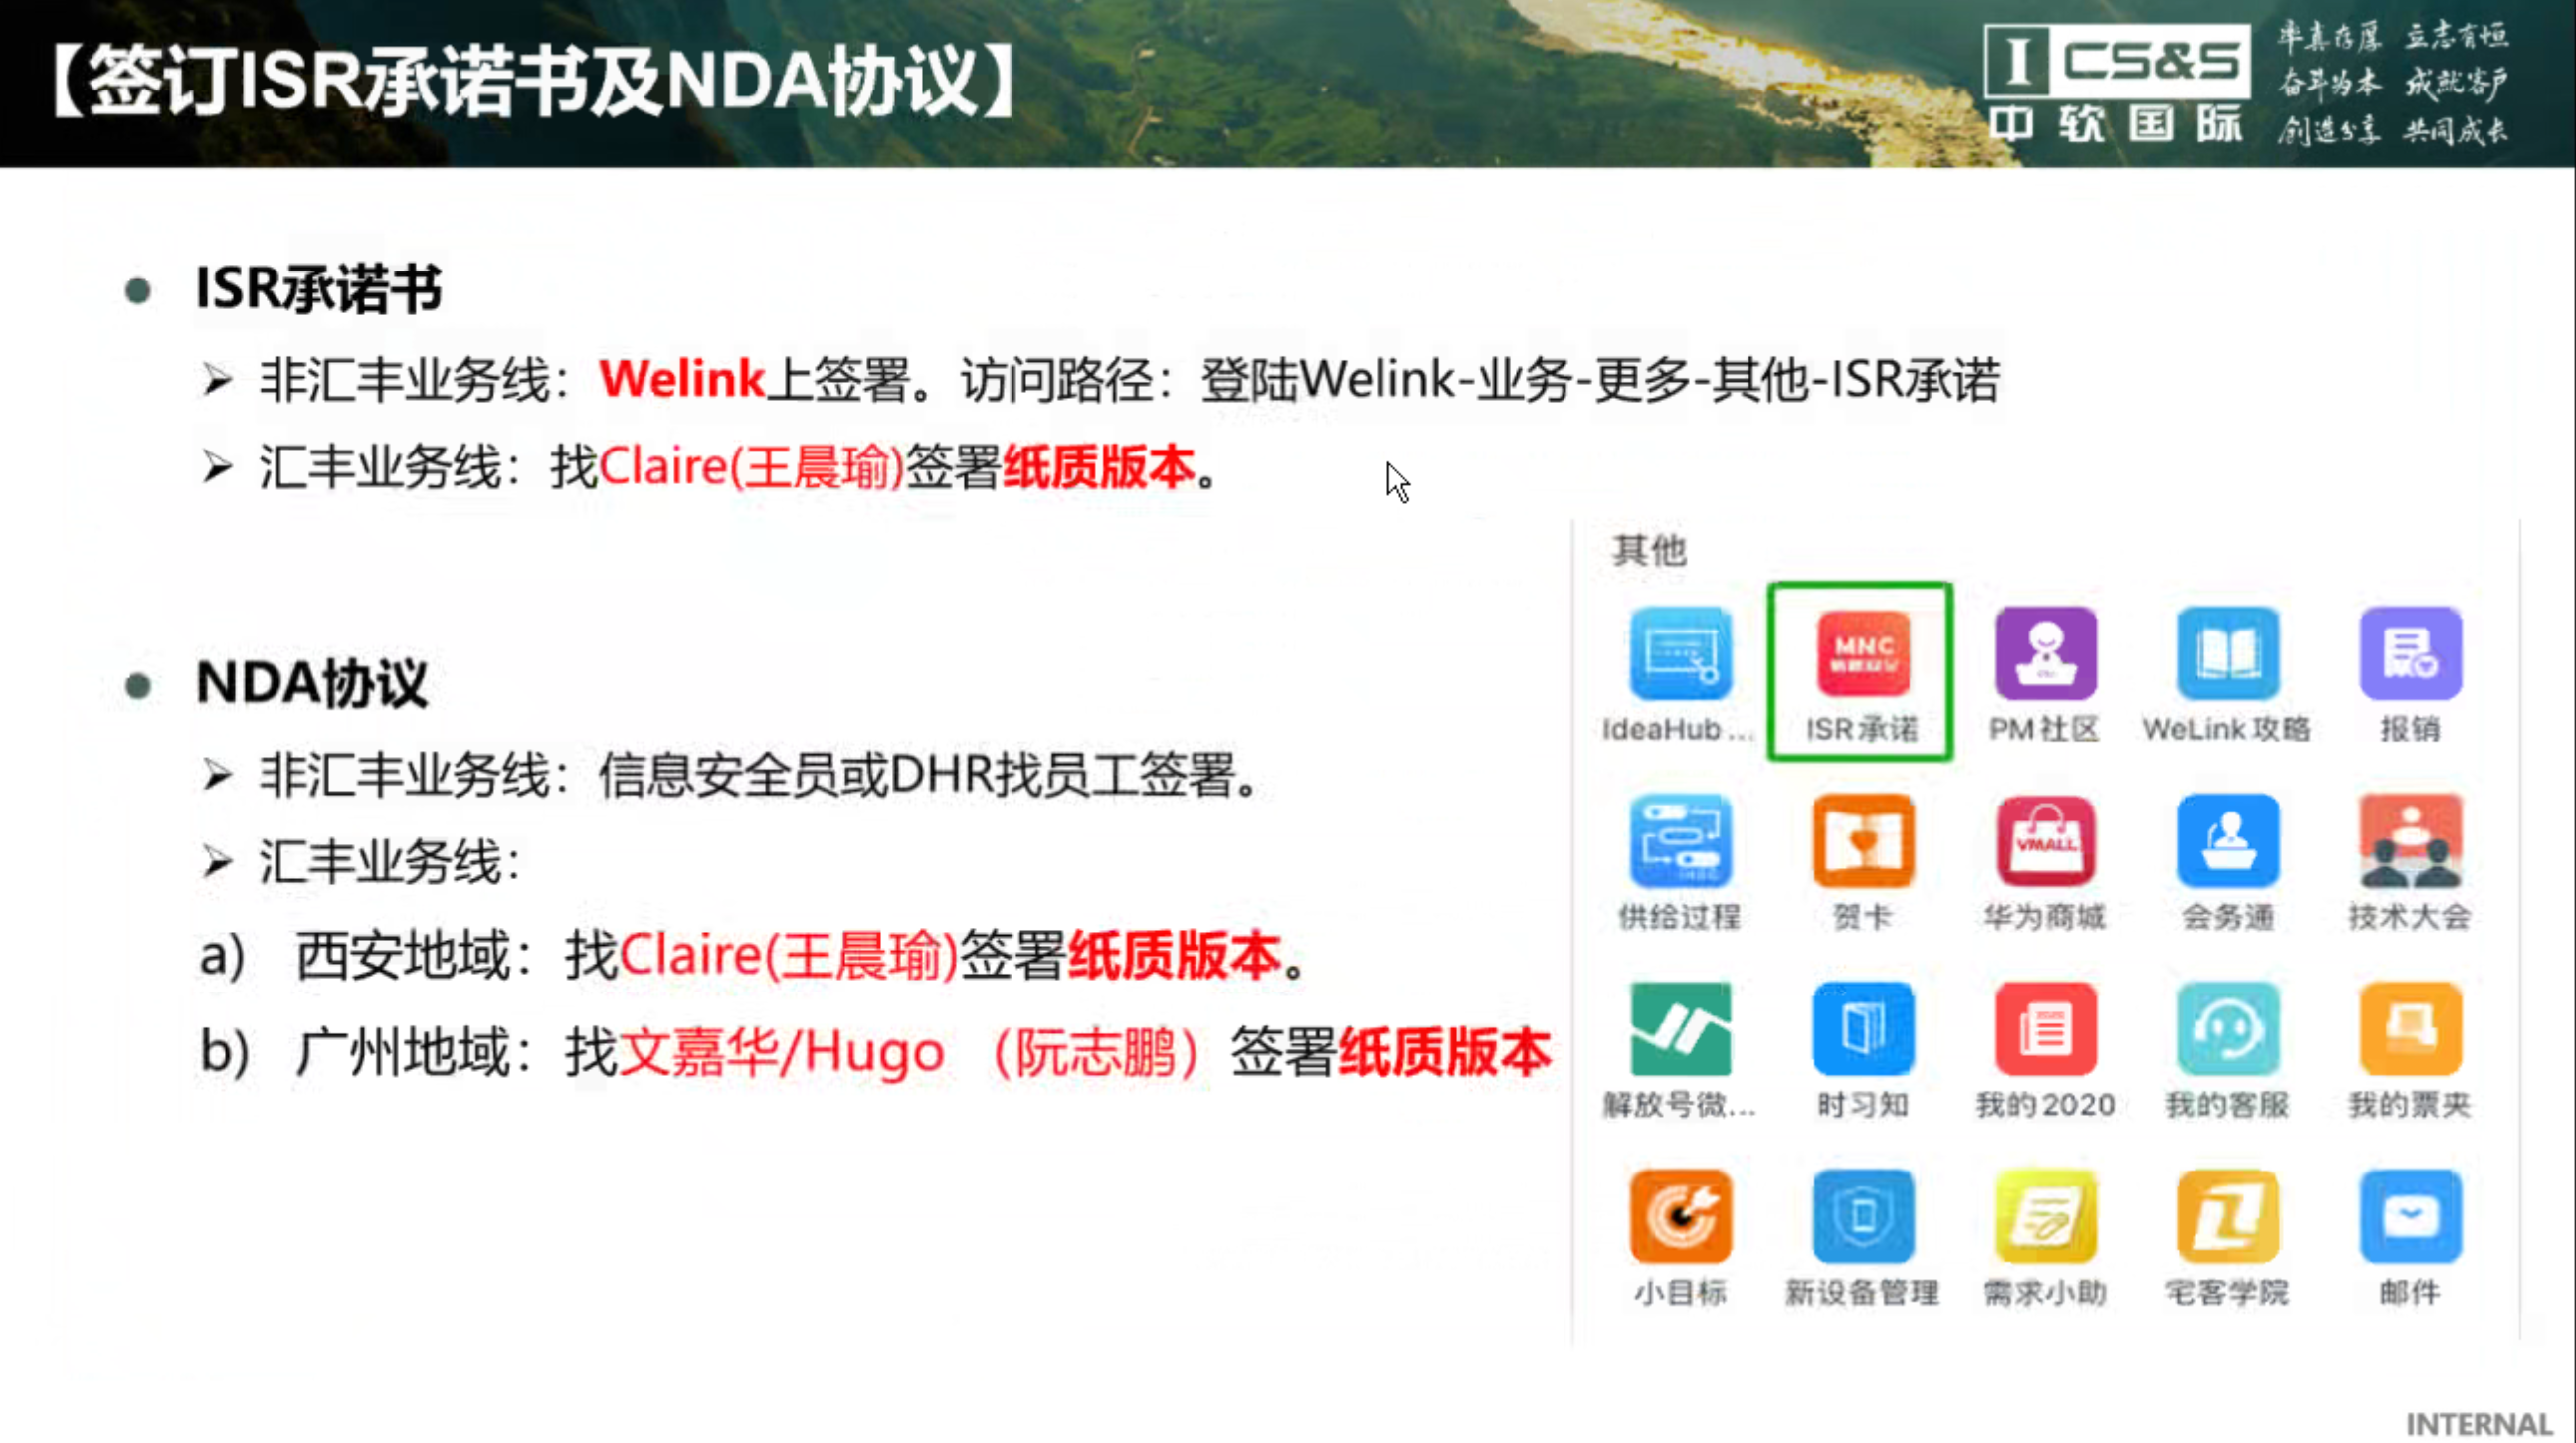 【签订ISR承诺书及NDA协议】
I CS&S
中软国际
率真存厚 立志有恒
奋斗为本 成就客户
创造分享 共同成长
ISR承诺书
非汇丰业务线：Welink上签署。访问路径：登陆Welink-业务-更多-其他-ISR承诺
汇丰业务线：找Claire(王晨瑜)签署纸质版本。
NDA协议
非汇丰业务线：信息安全员或DHR找员工签署。
汇丰业务线：
a) 西安地域：找Claire(王晨瑜)签署纸质版本。
b) 广州地域：找文嘉华/Hugo （阮志鹏）签署纸质版本
其他
MNC
IdeaHub ... ISR承诺 PM社区 WeLink攻略 报销
VMALL
供给过程 贺卡 华为商城 会务通 技术大会
解放号微... 时习知 我的2020 我的客服 我的票夹
小目标 新设备管理 需求小助 宅客学院 邮件
INTERNAL